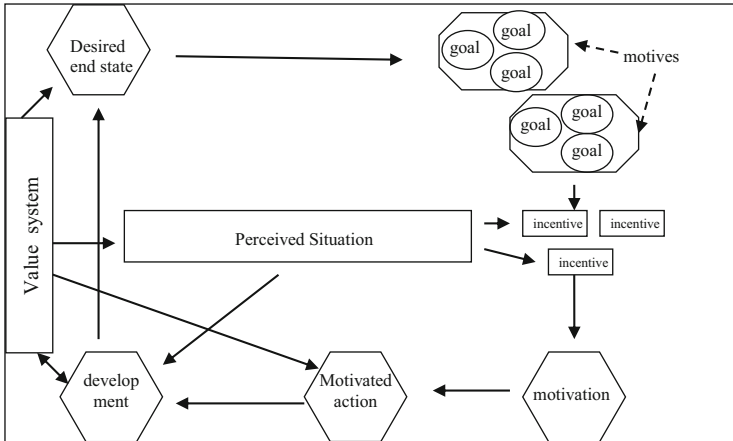 Desired
end state
goal
goal
goal
motives
goal
goal
goal
Value system
Perceived Situation
incentive
incentive
incentive
develop
ment
Motivated
action
motivation